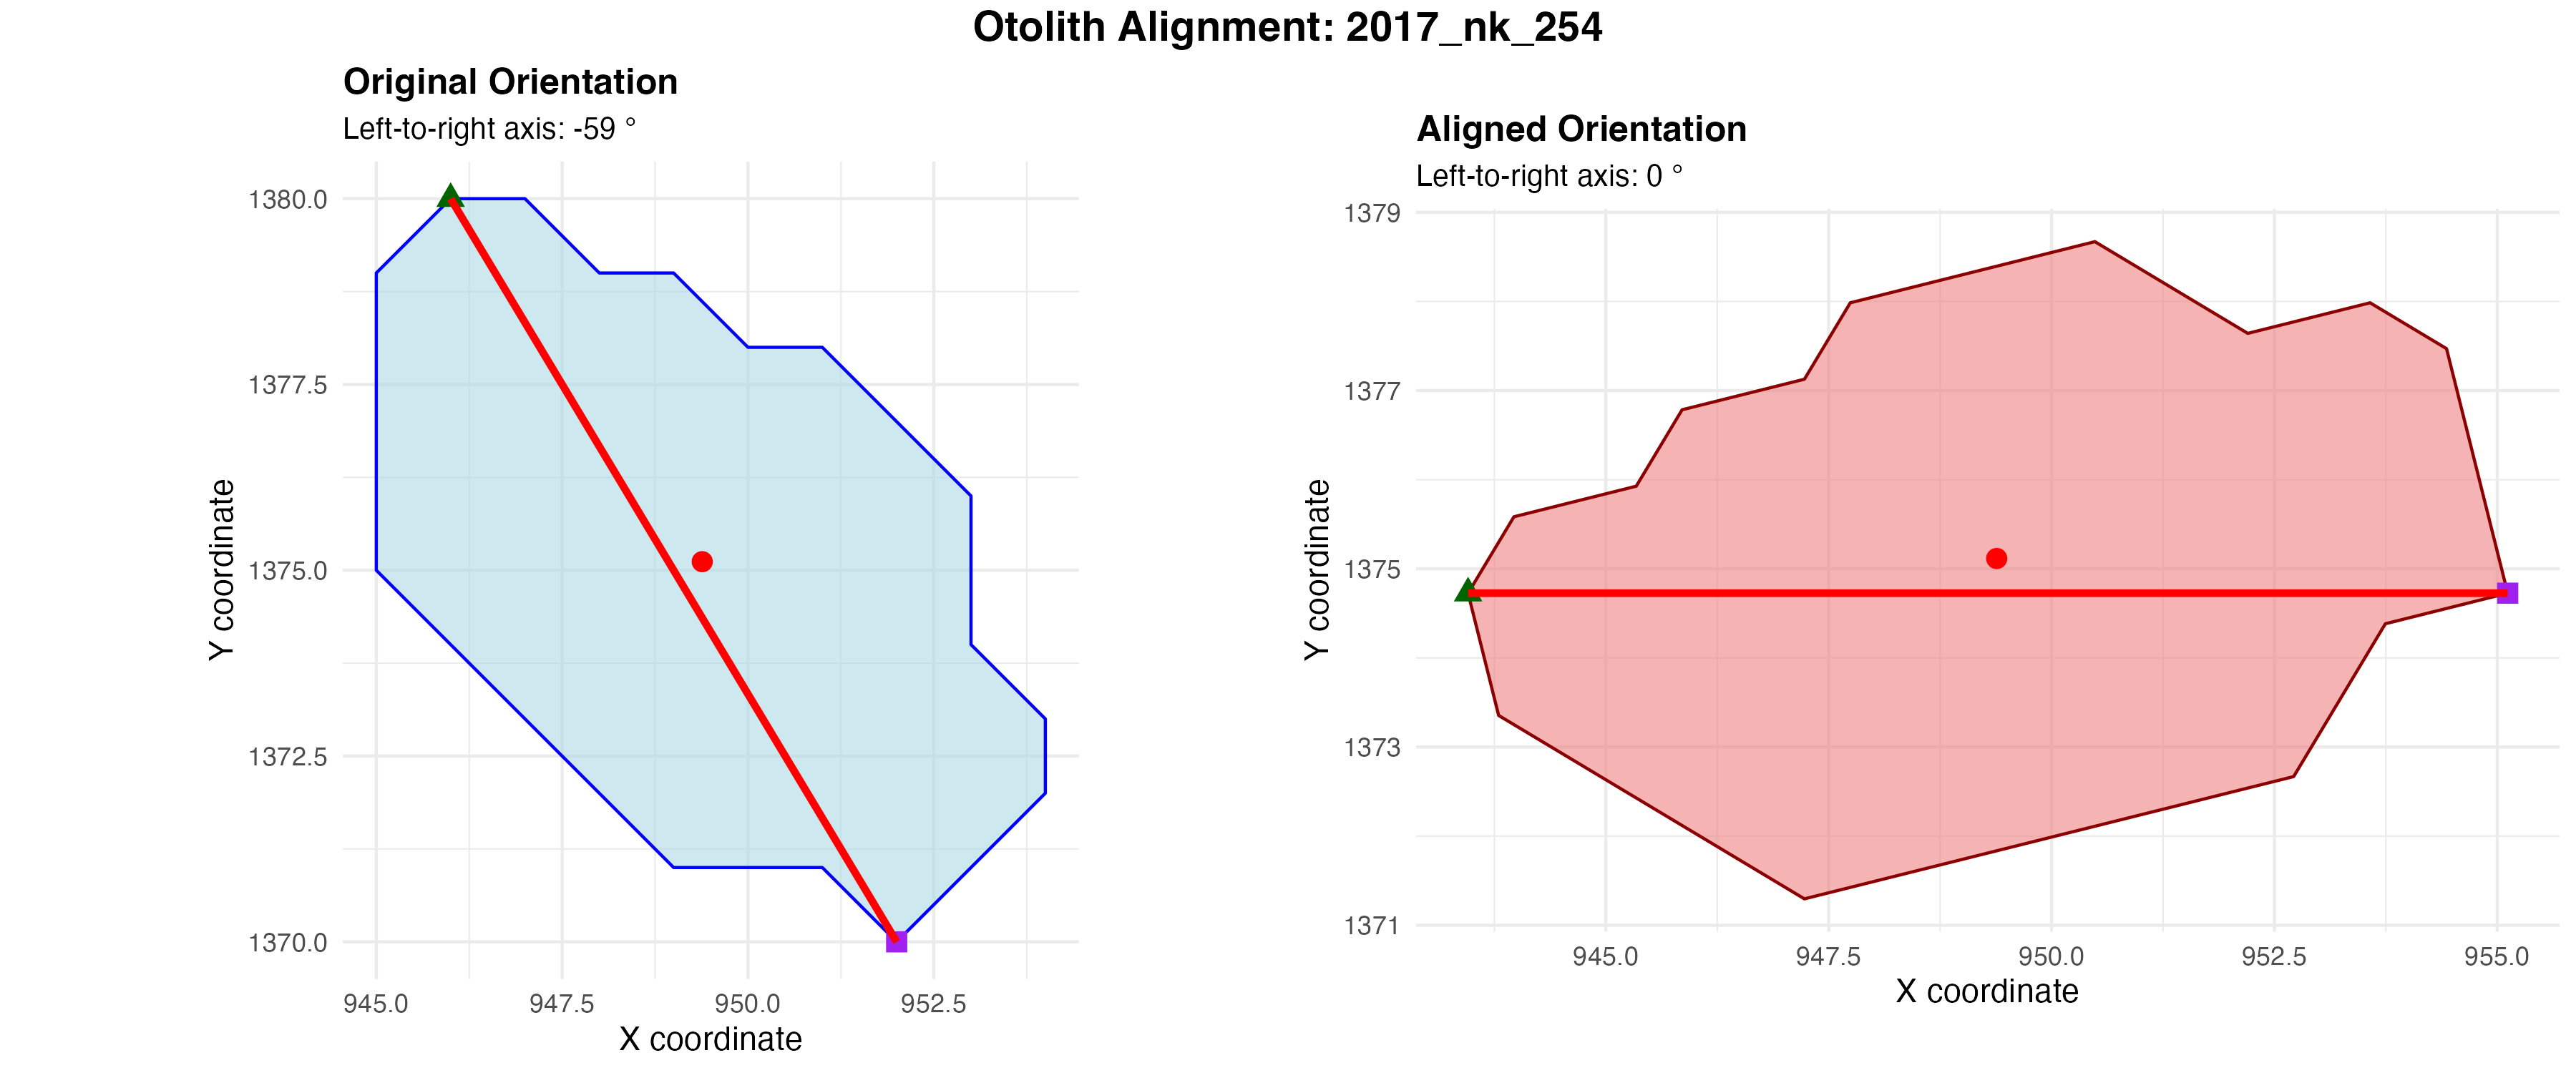 Otolith Alignment: 2017_nk_254
Original Orientation
Left-to-right axis: -59 °
1380.0
1377.5
1375.0
1372.5
1370.0
Y coordinate
945.0 947.5 950.0 952.5
X coordinate
Aligned Orientation
Left-to-right axis: 0 °
1379
1377
1375
1373
1371
Y coordinate
945.0 947.5 950.0 952.5 955.0
X coordinate